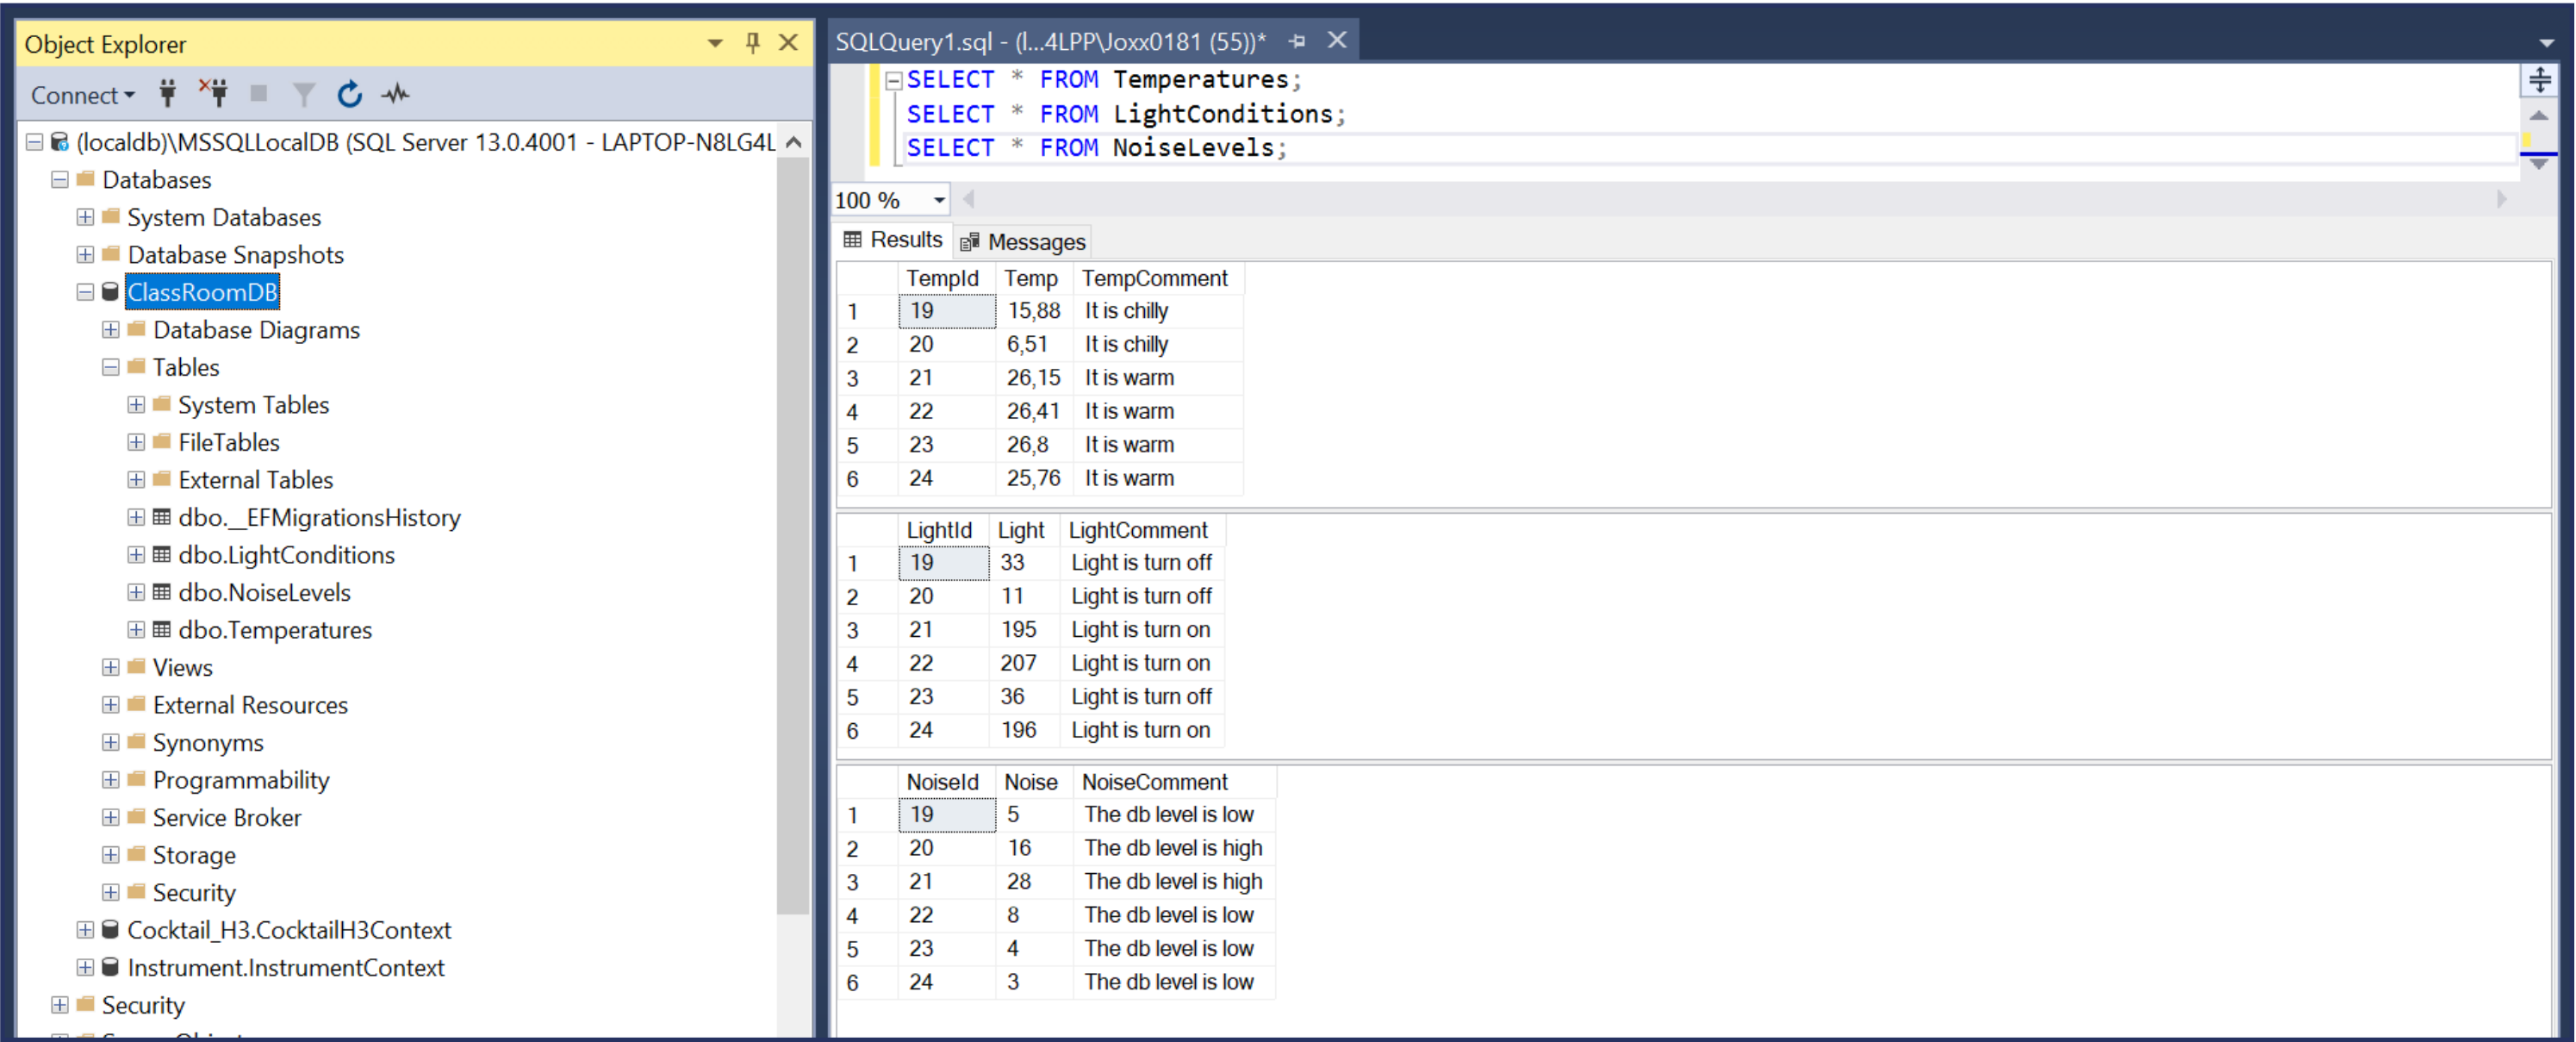 Object Explorer
Connect
(localdb)\MSSQLLocalDB (SQL Server 13.0.4001 - LAPTOP-N8LG4L
Databases
System Databases
Database Snapshots
ClassRoomDB
Database Diagrams
Tables
System Tables
FileTables
External Tables
dbo.__EFMigrationsHistory
dbo.LightConditions
dbo.NoiseLevels
dbo.Temperatures
Views
External Resources
Synonyms
Programmability
Service Broker
Storage
Security
Cocktail_H3.CocktailH3Context
Instrument.InstrumentContext
Security
SQLQuery1.sql - (l...4LPP\Joxx0181 (55))*
SELECT * FROM Temperatures;
SELECT * FROM LightConditions;
SELECT * FROM NoiseLevels;
100 %
Results Messages
TempId Temp TempComment
1 19 15,88 It is chilly
2 20 6,51 It is chilly
3 21 26,15 It is warm
4 22 26,41 It is warm
5 23 26,8 It is warm
6 24 25,76 It is warm
LightId Light LightComment
1 19 33 Light is turn off
2 20 11 Light is turn off
3 21 195 Light is turn on
4 22 207 Light is turn on
5 23 36 Light is turn off
6 24 196 Light is turn on
NoiseId Noise NoiseComment
1 19 5 The db level is low
2 20 16 The db level is high
3 21 28 The db level is high
4 22 8 The db level is low
5 23 4 The db level is low
6 24 3 The db level is low